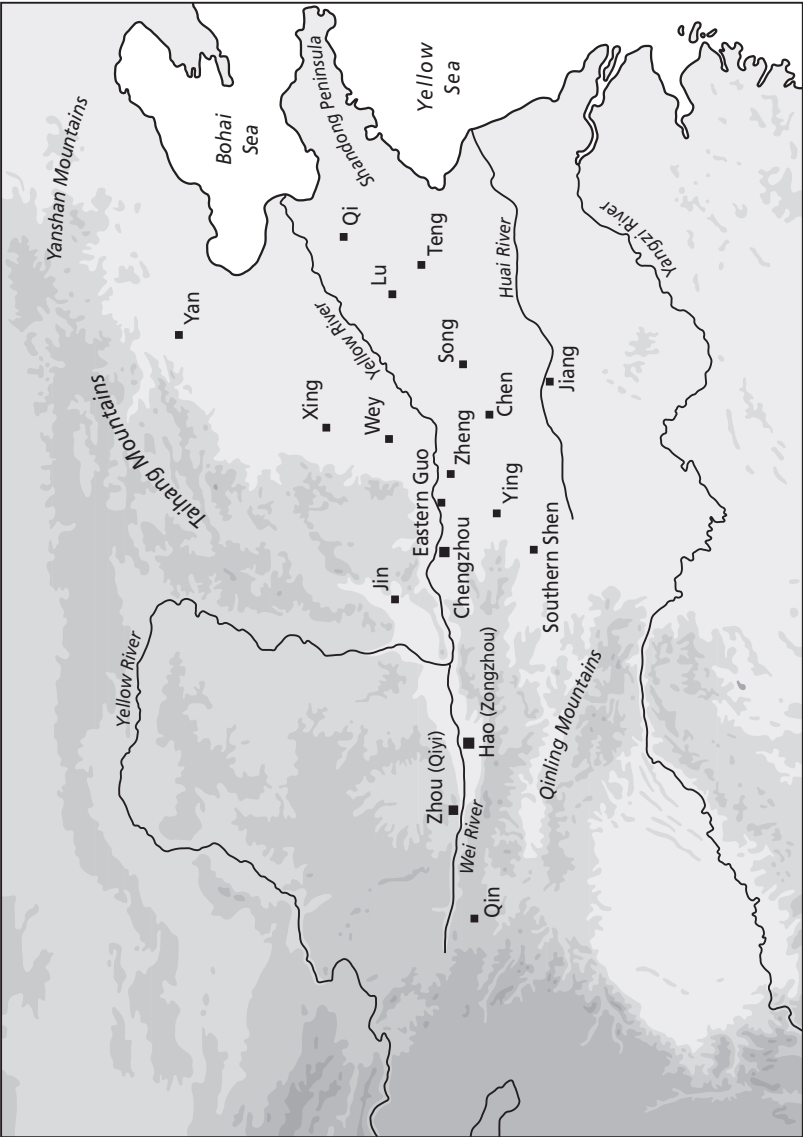 Yanshan Mountains
Bohai
Sea
Shandong Peninsula
Yellow
Sea
Yan
Qi
Teng
Lu
Yellow River
Huai River
Yangzi River
Taihang Mountains
Xing
Wey
Song
Chen
Jiang
Zheng
Eastern Guo
Ying
Chengzhou
Southern Shen
Jin
Yellow River
Hao (Zongzhou)
Zhou (Qiyi)
Qinling Mountains
Wei River
Qin